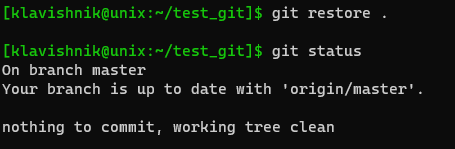 [klavishnik@unix:~/test_git]$ git restore .
[klavishnik@unix:~/test_git]$ git status
On branch master
Your branch is up to date with 'origin/master'.
nothing to commit, working tree clean